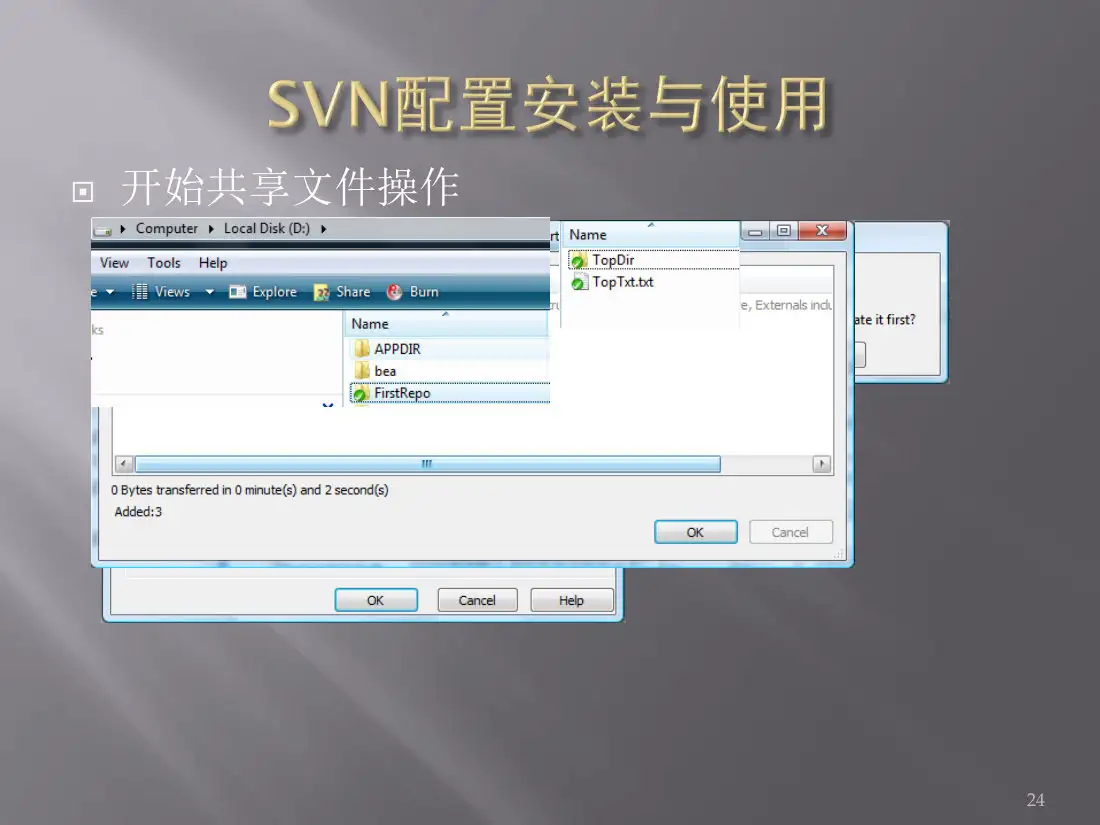 SVN配置安装与使用
开始共享文件操作
Computer Local Disk (D:)
View Tools Help
Views Explore Share Burn
Name
APPDIR
bea
FirstRepo
Name
TopDir
TopTxt.txt
e, Externals inclu
ate it first?
0 Bytes transferred in 0 minute(s) and 2 second(s)
Added:3
OK Cancel
OK Cancel Help
24